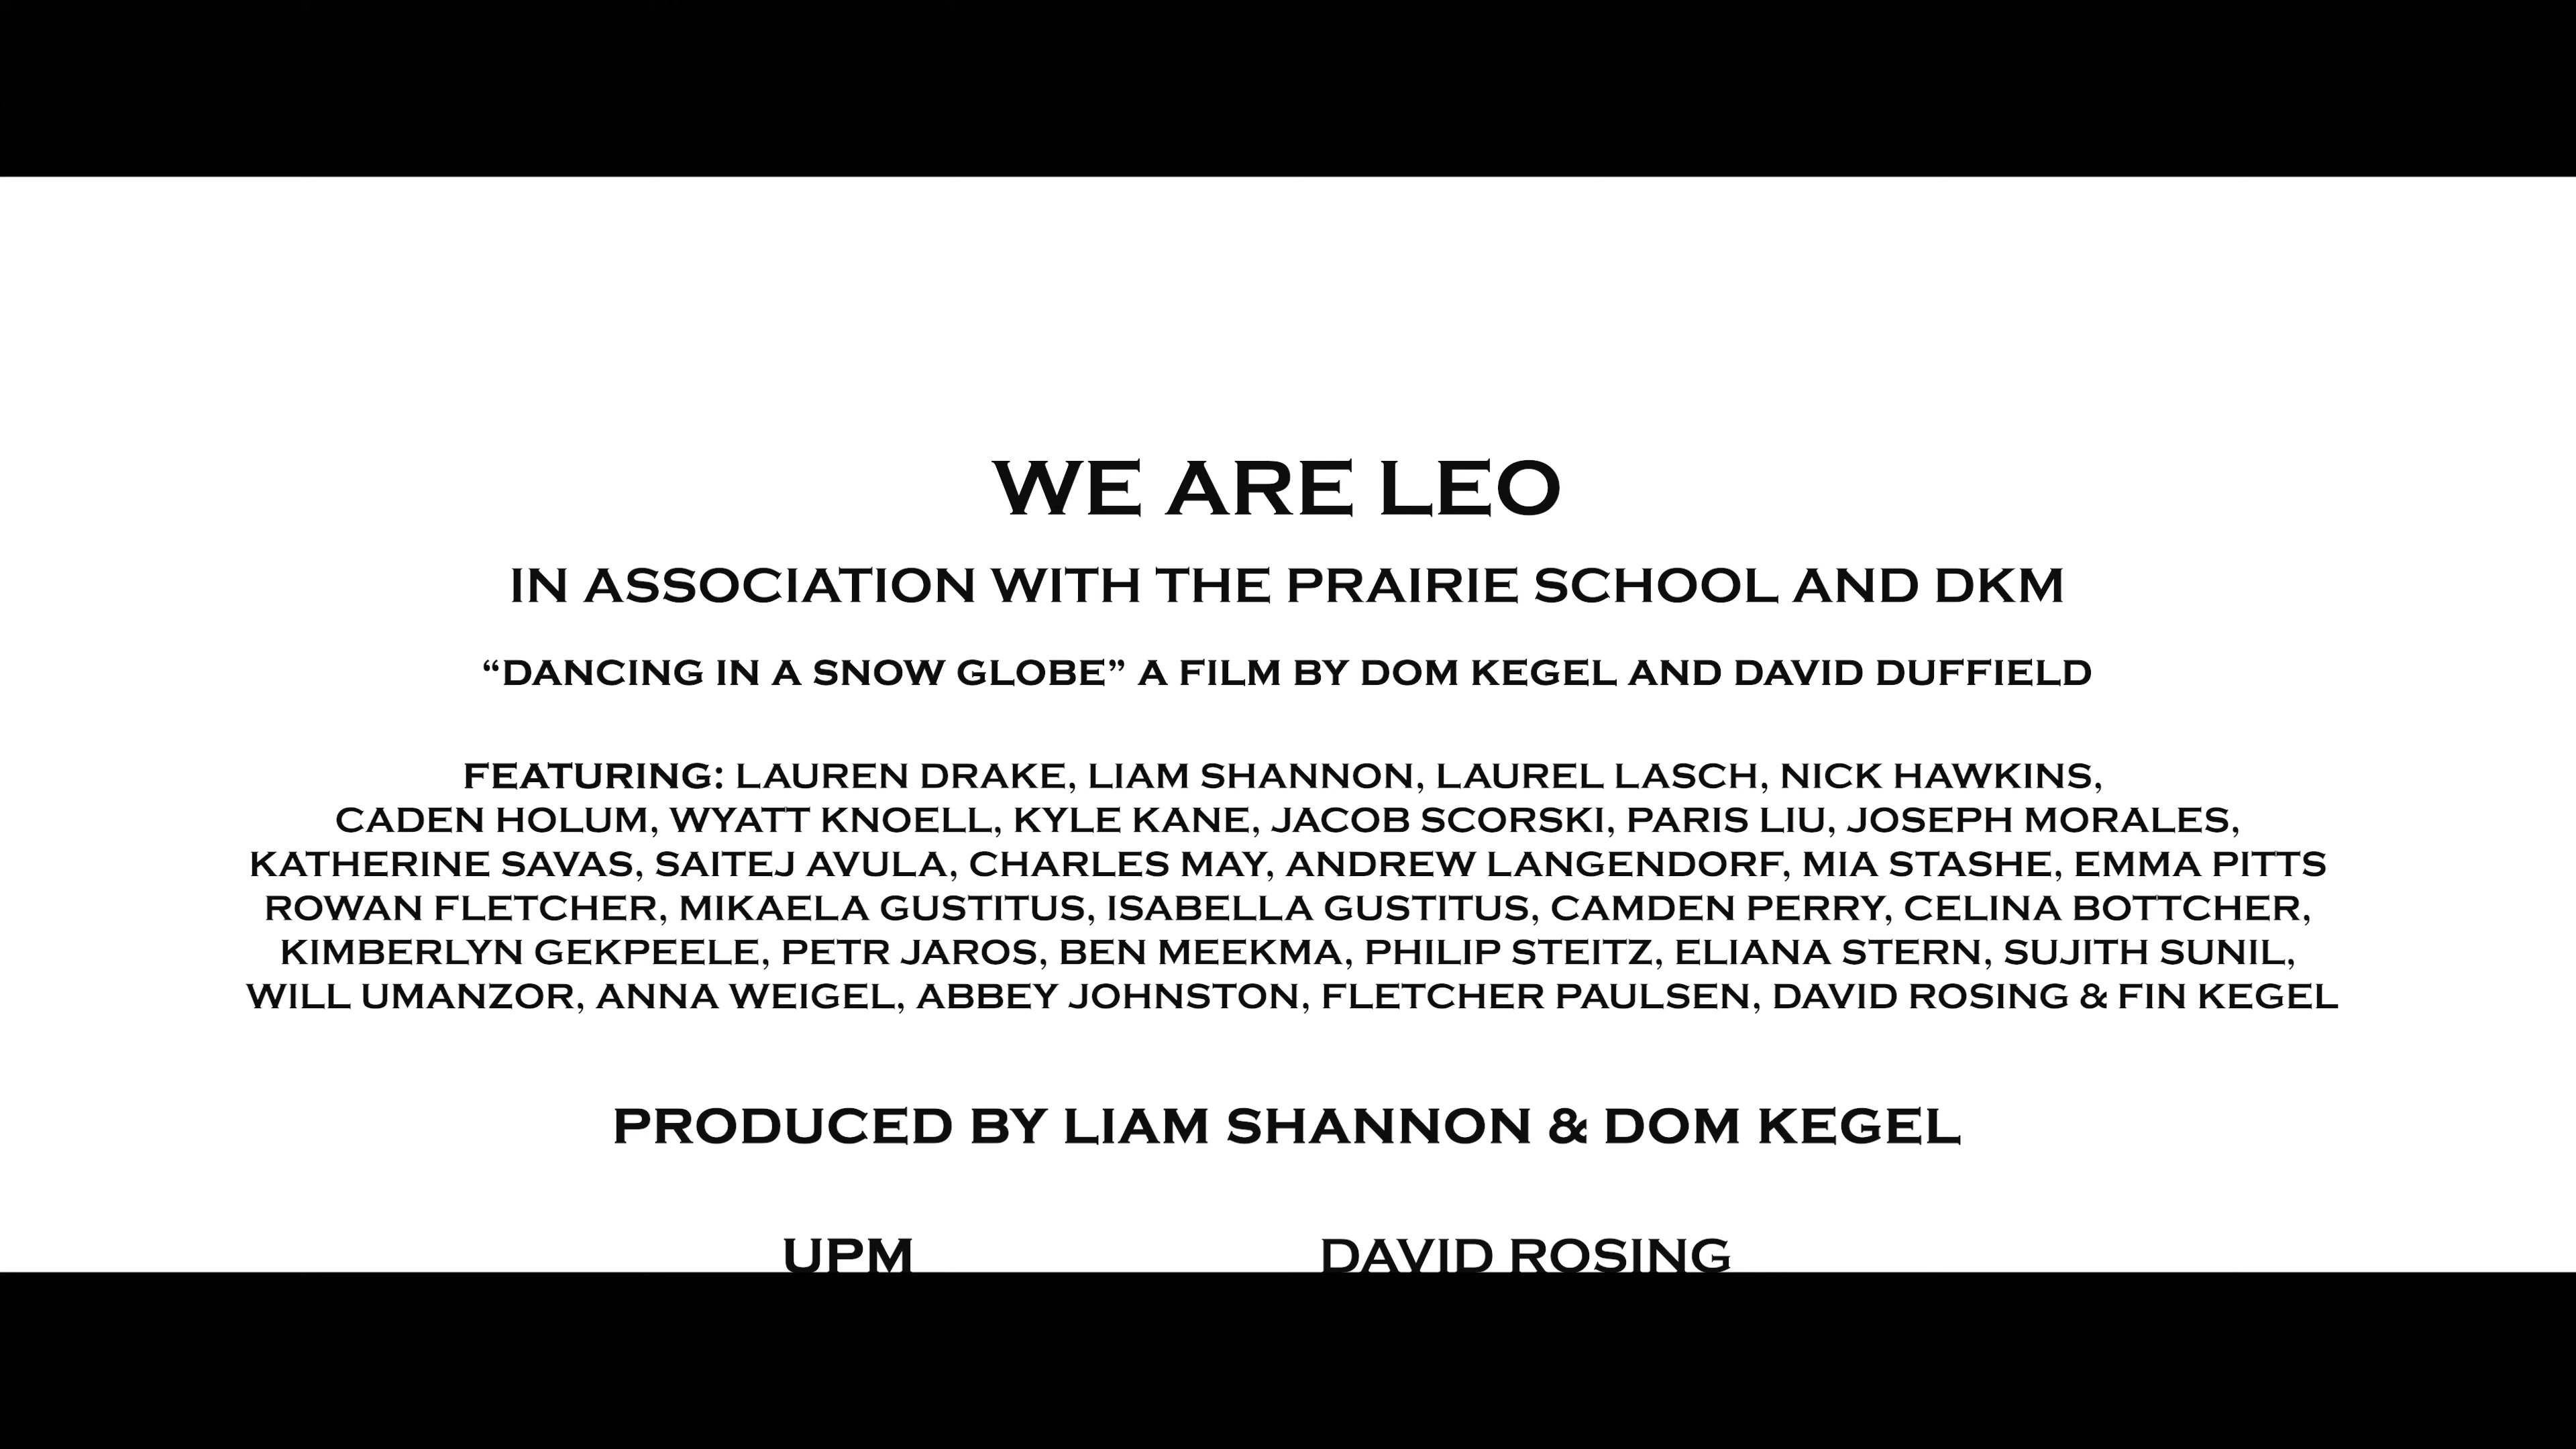 WE ARE LEO
IN ASSOCIATION WITH THE PRAIRIE SCHOOL AND DKM
“DANCING IN A SNOW GLOBE” A FILM BY DOM KEGEL AND DAVID DUFFIELD
FEATURING: LAUREN DRAKE, LIAM SHANNON, LAUREL LASCH, NICK HAWKINS,
CADEN HOLUM, WYATT KNOELL, KYLE KANE, JACOB SCORSKI, PARIS LIU, JOSEPH MORALES,
KATHERINE SAVAS, SAITEJ AVULA, CHARLES MAY, ANDREW LANGENDORF, MIA STASHE, EMMA PITTS
ROWAN FLETCHER, MIKAELA GUSTITUS, ISABELLA GUSTITUS, CAMDEN PERRY, CELINA BOTTCHER,
KIMBERLYN GEKPEELE, PETR JAROS, BEN MEEKMA, PHILIP STEITZ, ELIANA STERN, SUJITH SUNIL,
WILL UMANZOR, ANNA WEIGEL, ABBEY JOHNSTON, FLETCHER PAULSEN, DAVID ROSING & FIN KEGEL
PRODUCED BY LIAM SHANNON & DOM KEGEL
UPM DAVID ROSING